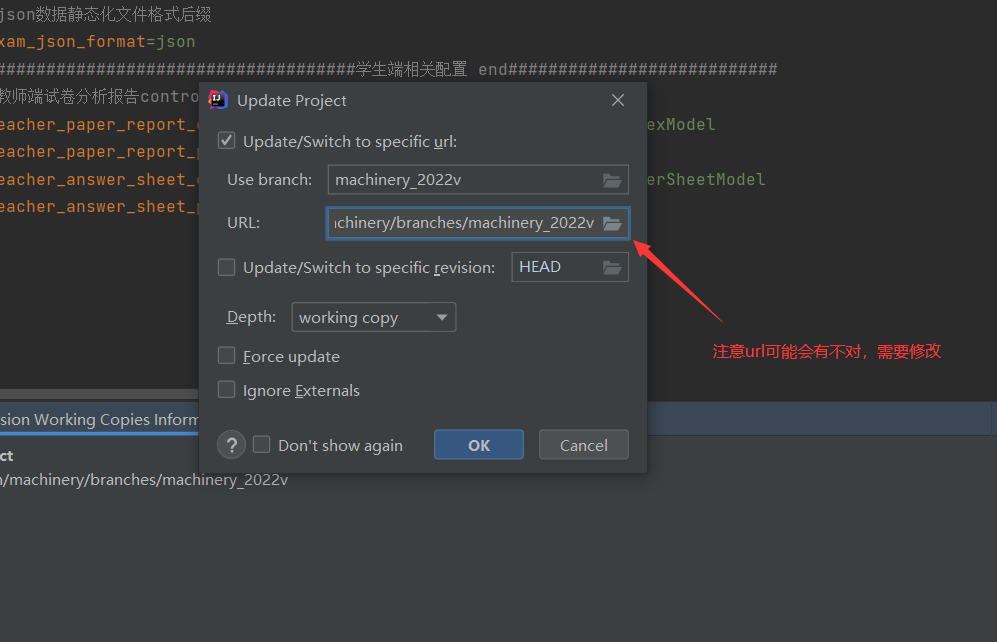 json数据静态化文件格式后缀
xam_json_format=json
####################################学生端相关配置 end###########################
教师端试卷分析报告contro
Update Project
eacher_paper_report_
exModel
Update/Switch to specific url:
eacher_paper_report_
Use branch:
machinery_2022v
eacher_answer_sheet_
erSheetModel
eacher_answer_sheet_
URL:
achinery/branches/machinery_2022v
Update/Switch to specific revision:
HEAD
Depth:
working copy
注意url可能会有不对，需要修改
Force update
Ignore Externals
sion Working Copies Inform
?
Don't show again
OK
Cancel
ct
n/machinery/branches/machinery_2022v